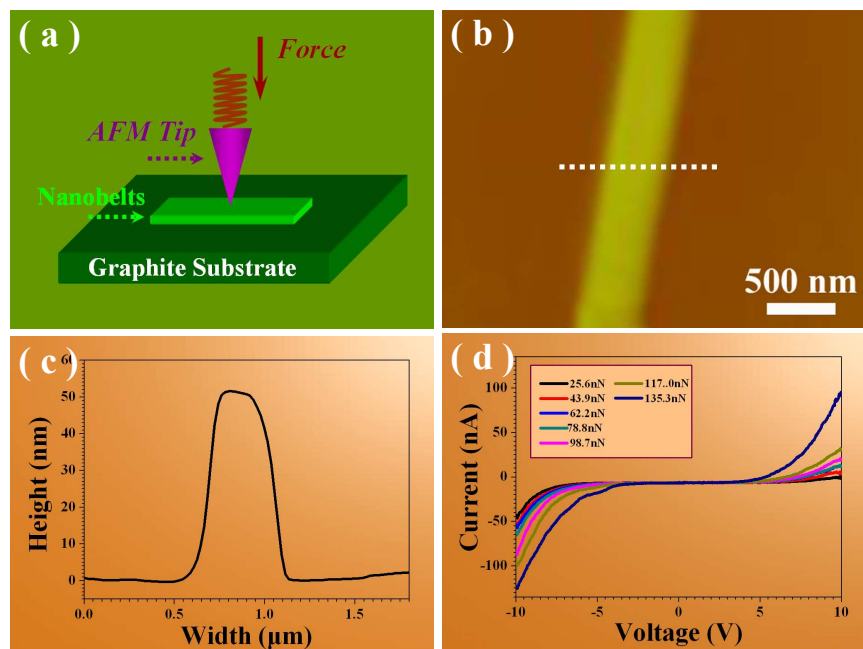 ( a )
Force
AFM Tip
Nanobelts
Graphite Substrate
( b )
500 nm
( c )
60
50
40
30
20
10
0
Height (nm)
0.0 0.5 1.0 1.5
Width (μm)
( d )
100
50
0
-50
-100
Current (nA)
25.6nN 117..0nN
43.9nN 135.3nN
62.2nN
78.8nN
98.7nN
-10 -5 0 5 10
Voltage (V)